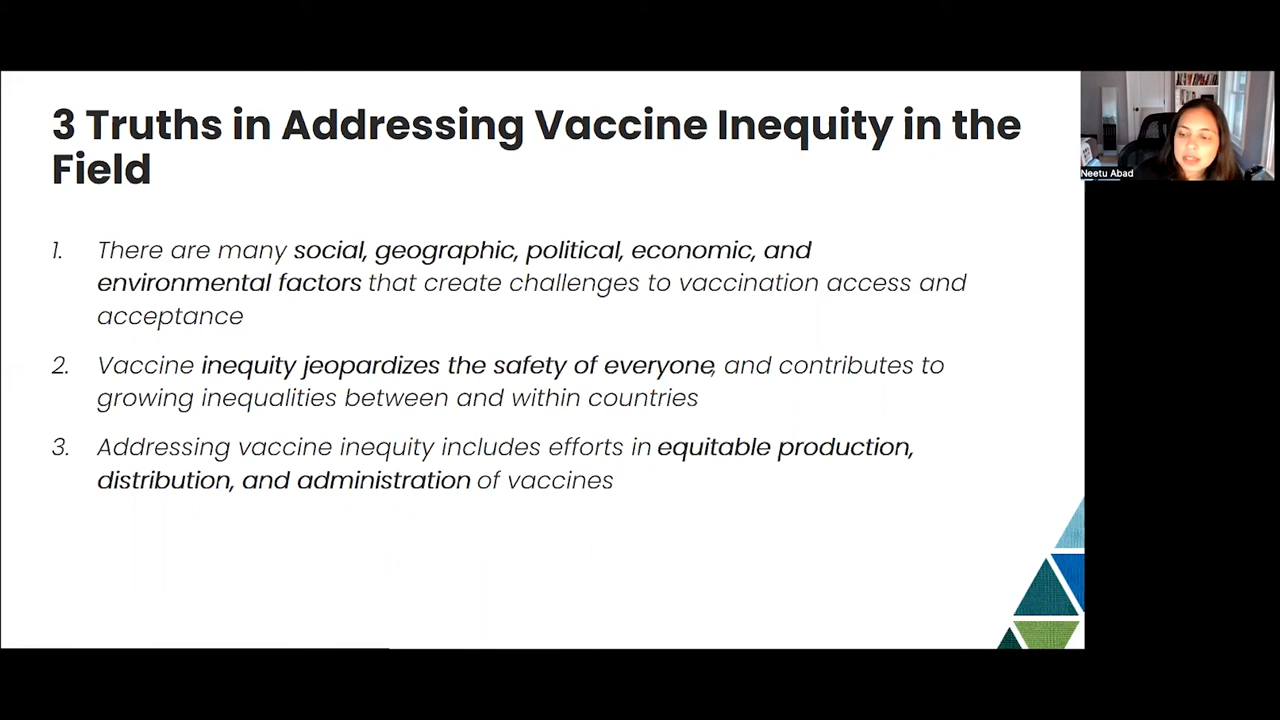 3 Truths in Addressing Vaccine Inequity in the
Field
1. There are many social, geographic, political, economic, and
environmental factors that create challenges to vaccination access and
acceptance
2. Vaccine inequity jeopardizes the safety of everyone, and contributes to
growing inequalities between and within countries
3. Addressing vaccine inequity includes efforts in equitable production,
distribution, and administration of vaccines
Neetu Abad